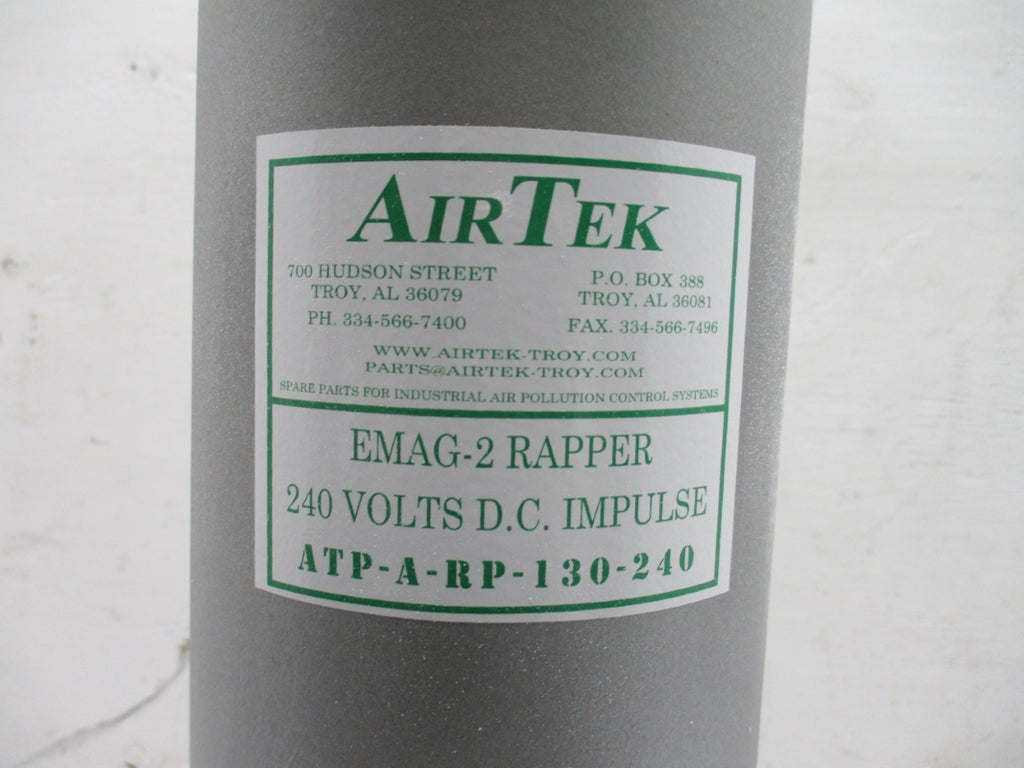 AIRTEK
700 HUDSON STREET
TROY, AL 36079
PH. 334-566-7400
P.O. BOX 388
TROY, AL 36081
FAX. 334-566-7496
WWW.AIRTEK-TROY.COM
PARTS@AIRTEK-TROY.COM
SPARE PARTS FOR INDUSTRIAL AIR POLLUTION CONTROL SYSTEMS
EMAG-2 RAPPER
240 VOLTS D.C. IMPULSE
ATP-A-RP-130-240